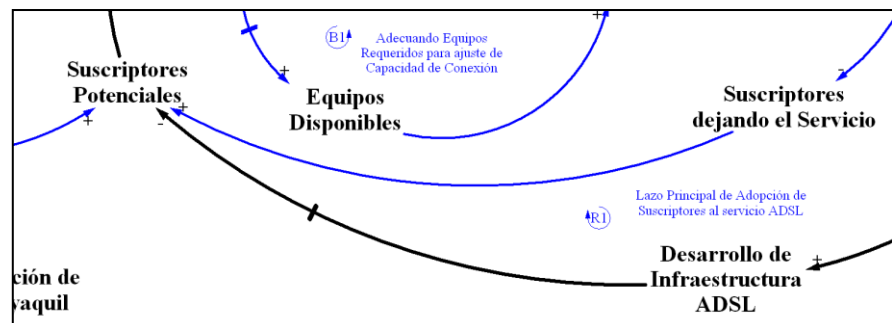 B1
Adecuando Equipos
Requeridos para ajuste de
Capacidad de Conexión
+
Suscriptores
Potenciales
+
Equipos
Disponibles
-
Suscriptores
dejando el Servicio
+
+
-
R1
Lazo Principal de Adopción de
Suscriptores al servicio ADSL
Desarrollo de
Infraestructura
ADSL
+
ción de
yaquil